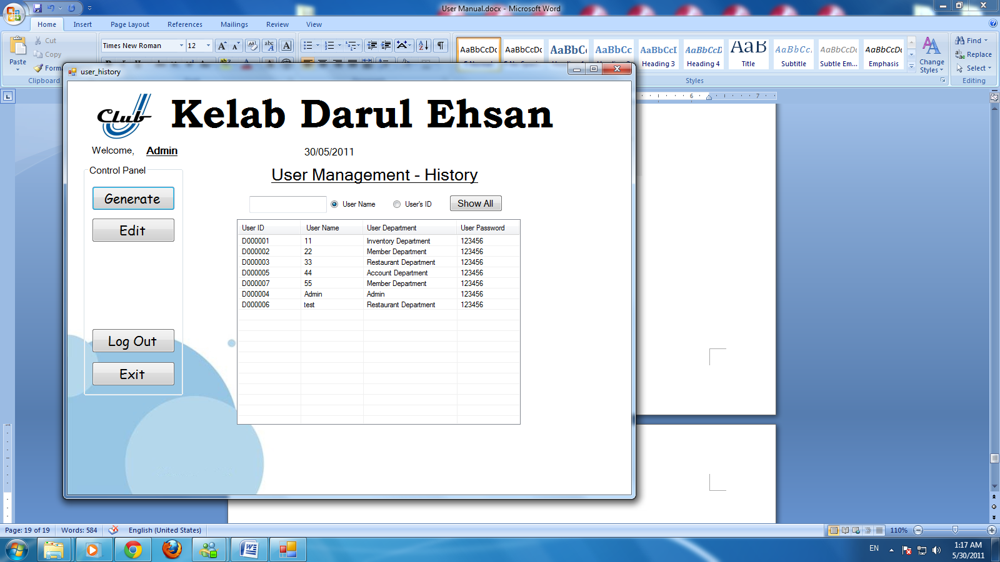 User Manual.docx - Microsoft Word
Home Insert Page Layout References Mailings Review View
Paste
Cut
Copy
Clipboard
Times New Roman 12
AaBbCcDc AaBbCcDc AaBbC AaBbCc AaBbCcI AaBbCcD AaB AaBbCc. AaBbCcDc AaBbCcDc
Heading 3 Heading 4 Title Subtitle Subtle Em... Emphasis
Change
Styles
Styles
Find
Replace
Select
Editing
6 7
user_history
Club
Kelab Darul Ehsan
Welcome, Admin 30/05/2011
Control Panel
Generate
Edit
Log Out
Exit
User Management - History
User Name User's ID Show All
User ID User Name User Department User Password
D000001 11 Inventory Department 123456
D000002 22 Member Department 123456
D000003 33 Restaurant Department 123456
D000005 44 Account Department 123456
D000007 55 Member Department 123456
D000004 Admin Admin 123456
D000006 test Restaurant Department 123456
Page: 19 of 19 Words: 584 English (United States) 110%
EN 1:17 AM
5/30/2011